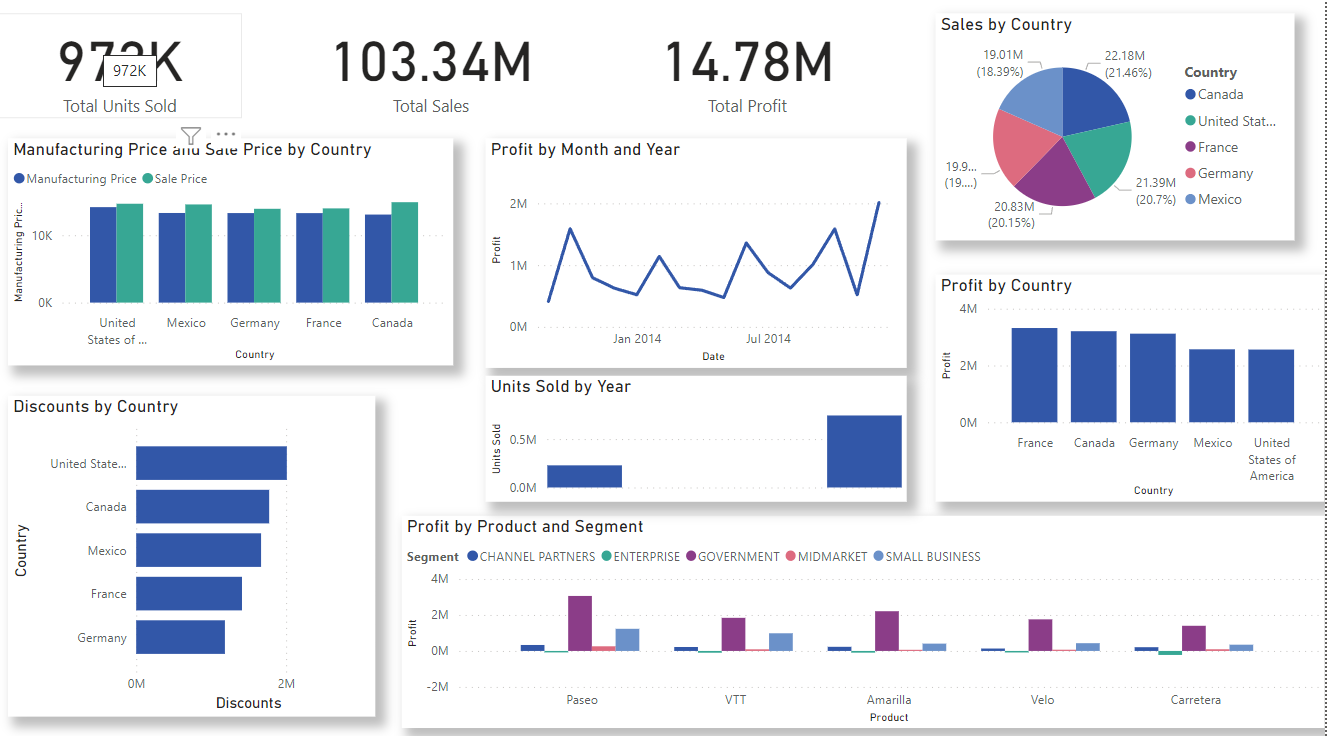 972K
972K
Total Units Sold
103.34M
Total Sales
14.78M
Total Profit
Sales by Country
19.01M
(18.39%)
22.18M
(21.46%)
19.9...
(19....)
21.39M
(20.7%)
20.83M
(20.15%)
Country
Canada
United Stat...
France
Germany
Mexico
Manufacturing Price and Sale Price by Country
Manufacturing Price Sale Price
Manufacturing Pric...
10K
0K
United
States of ...
Mexico
Germany
France
Canada
Country
Profit by Month and Year
Profit
2M
1M
0M
Jan 2014
Jul 2014
Date
Profit by Country
Profit
4M
2M
0M
France
Canada
Germany
Mexico
United
States of
America
Country
Units Sold by Year
Units Sold
0.5M
0.0M
Discounts by Country
Country
United State...
Canada
Mexico
France
Germany
0M
2M
Discounts
Profit by Product and Segment
Segment CHANNEL PARTNERS ENTERPRISE GOVERNMENT MIDMARKET SMALL BUSINESS
Profit
4M
2M
0M
-2M
Paseo
VTT
Amarilla
Velo
Carretera
Product